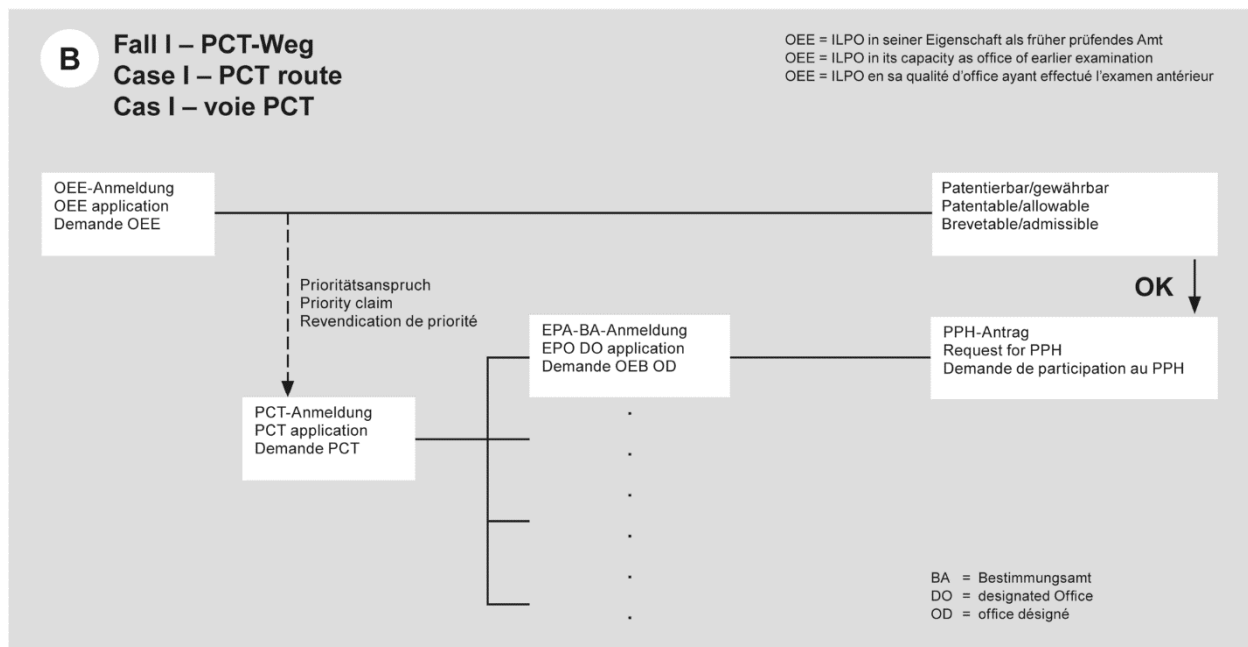 B
Fall I – PCT-Weg
Case I – PCT route
Cas I – voie PCT
OEE = ILPO in seiner Eigenschaft als früher prüfendes Amt
OEE = ILPO in its capacity as office of earlier examination
OEE = ILPO en sa qualité d'office ayant effectué l'examen antérieur
OEE-Anmeldung
OEE application
Demande OEE
Patentierbar/gewährbar
Patentable/allowable
Brevetable/admissible
OK
Prioritätsanspruch
Priority claim
Revendication de priorité
EPA-BA-Anmeldung
EPO DO application
Demande OEB OD
PPH-Antrag
Request for PPH
Demande de participation au PPH
PCT-Anmeldung
PCT application
Demande PCT
BA = Bestimmungsamt
DO = designated Office
OD = office désigné